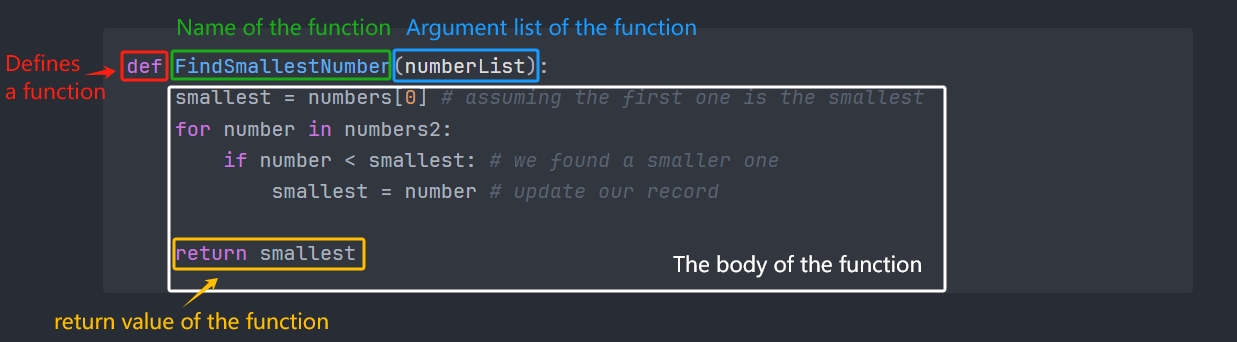 Name of the function Argument list of the function
Defines
a function
def FindSmallestNumber(numberList):
smallest = numbers[0] # assuming the first one is the smallest
for number in numbers2:
if number < smallest: # we found a smaller one
smallest = number # update our record
return smallest
The body of the function
return value of the function